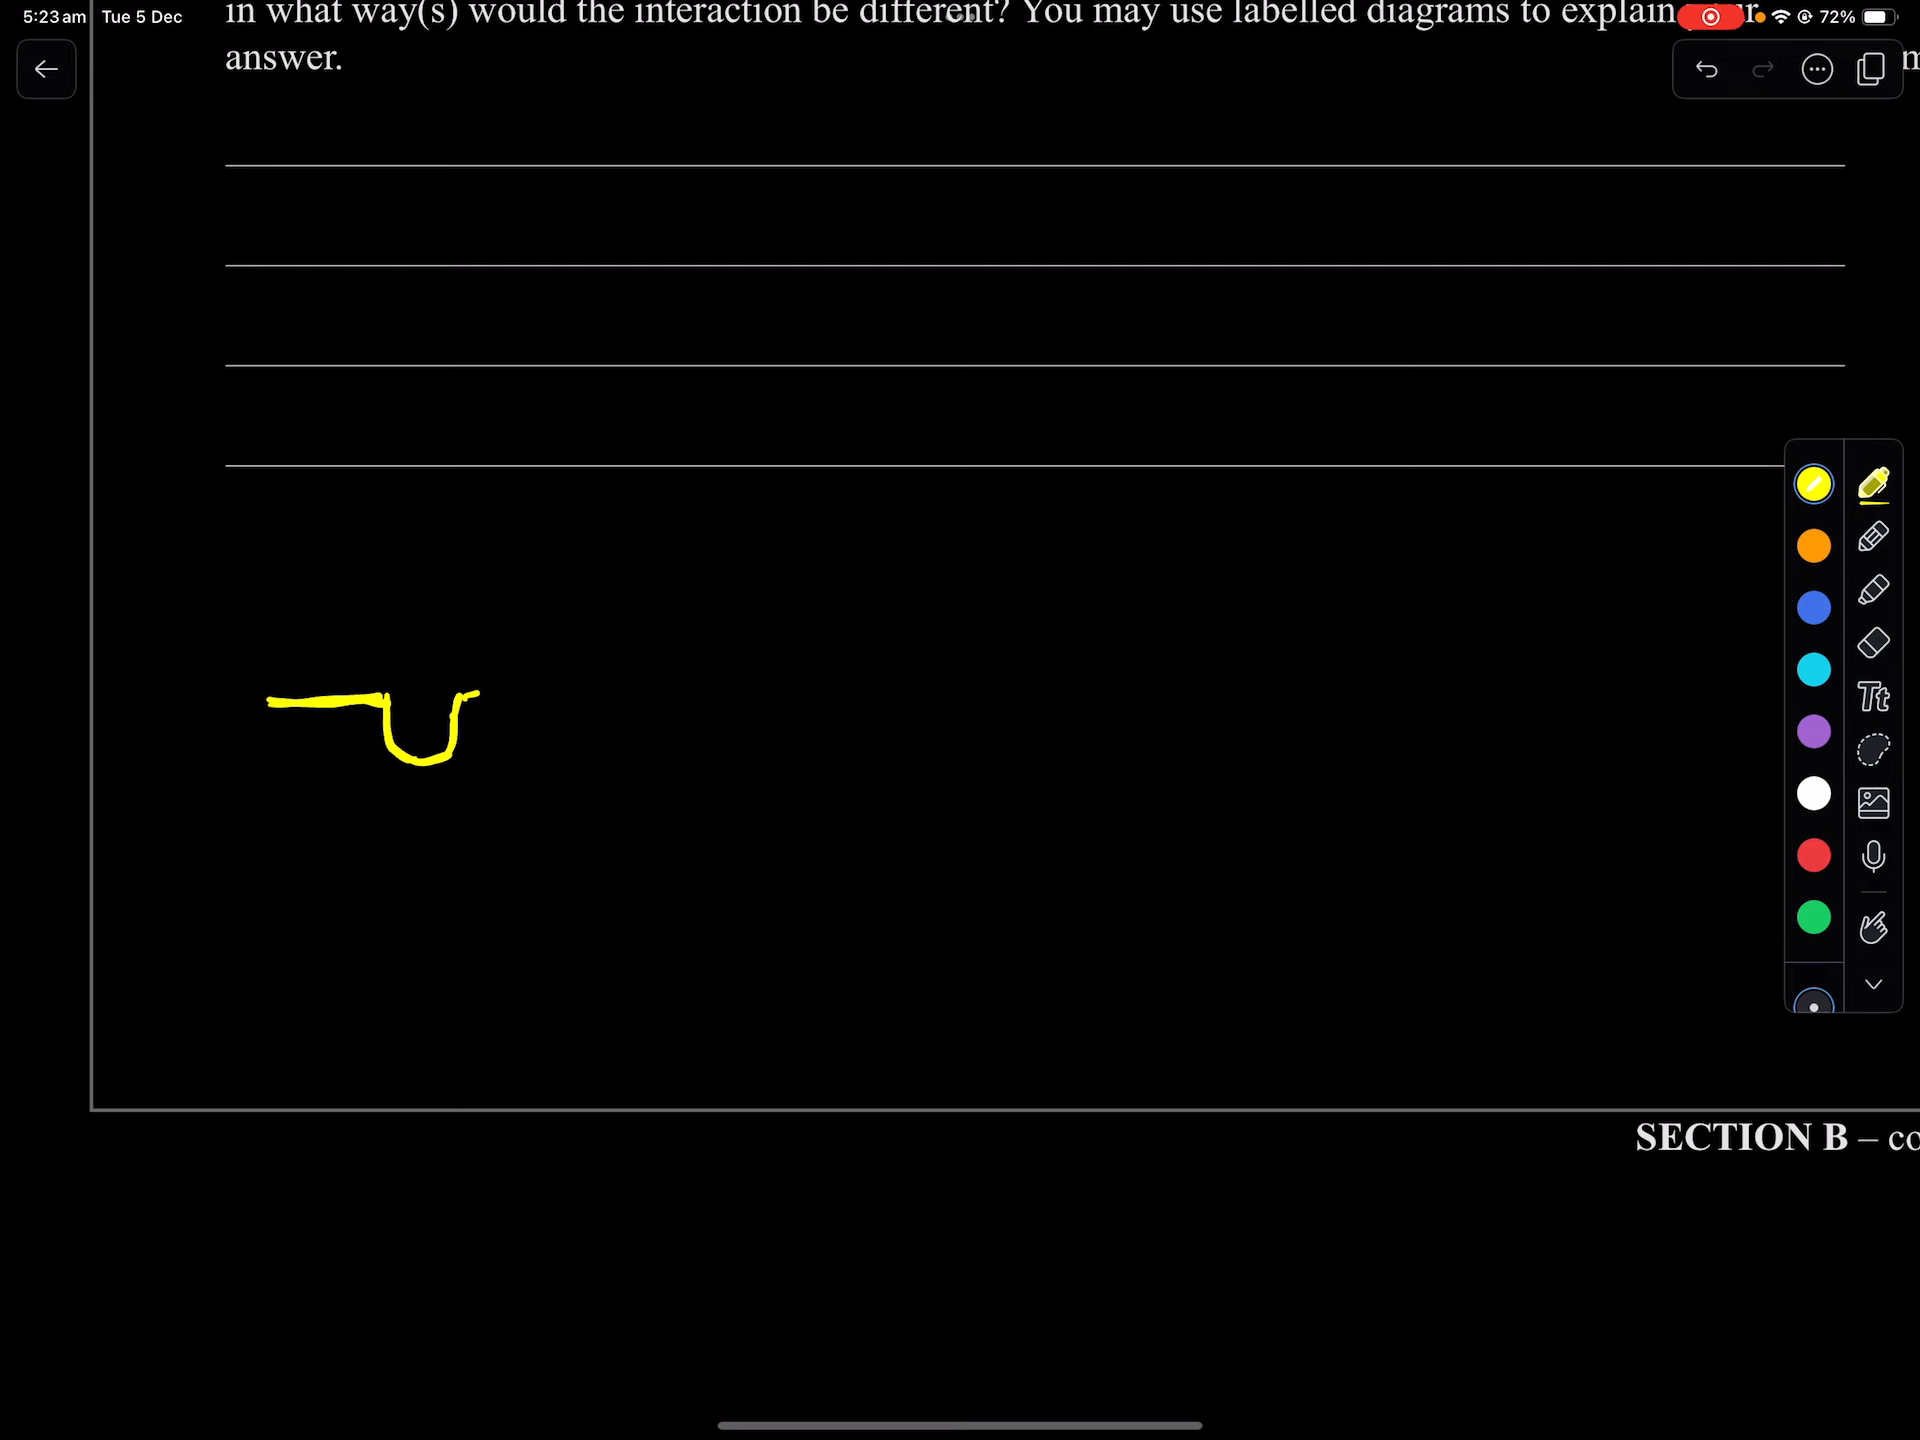 5:23 am Tue 5 Dec
72%
in what way(s) would the interaction be different? You may use labelled diagrams to explain
answer.
Tt
SECTION B – co